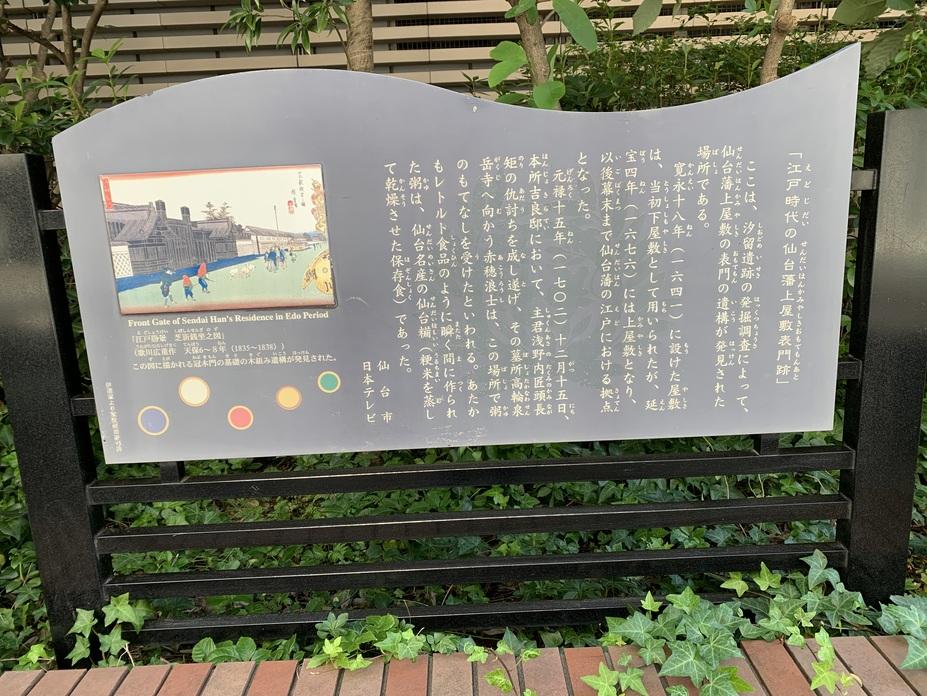 「江戸時代の仙台藩上屋敷表門跡」
ここは、汐留遺跡の発掘調査によって、
仙台藩上屋敷の表門の遺構が発見された
場所である。
寛永十八年（一六四一）に設けた屋敷
は、当初下屋敷として用いられたが、延
宝四年（一六七六）には上屋敷となり、
以後幕末まで仙台藩の江戸における拠点
となった。
元禄十五年（一七〇二）十二月十五日、
本所吉良邸において、主君浅野内匠頭長
矩の仇討ちを成し遂げ、その墓所高輪泉
岳寺へ向かう赤穂浪士は、この場所で粥
のもてなしを受けたといわれる。あたか
もレトルト食品のように瞬く間に作られ
た粥は、仙台名産の仙台糒（粳米を蒸し
て乾燥させた保存食）であった。
仙台市
日本テレビ
Front Gate of Sendai Han's Residence in Edo Period
「江戸勝景　芝新銭座之図」
（歌川広重作　天保6～8年（1835～1838））
この図に描かれる冠木門の基礎の木組み遺構が発見された。